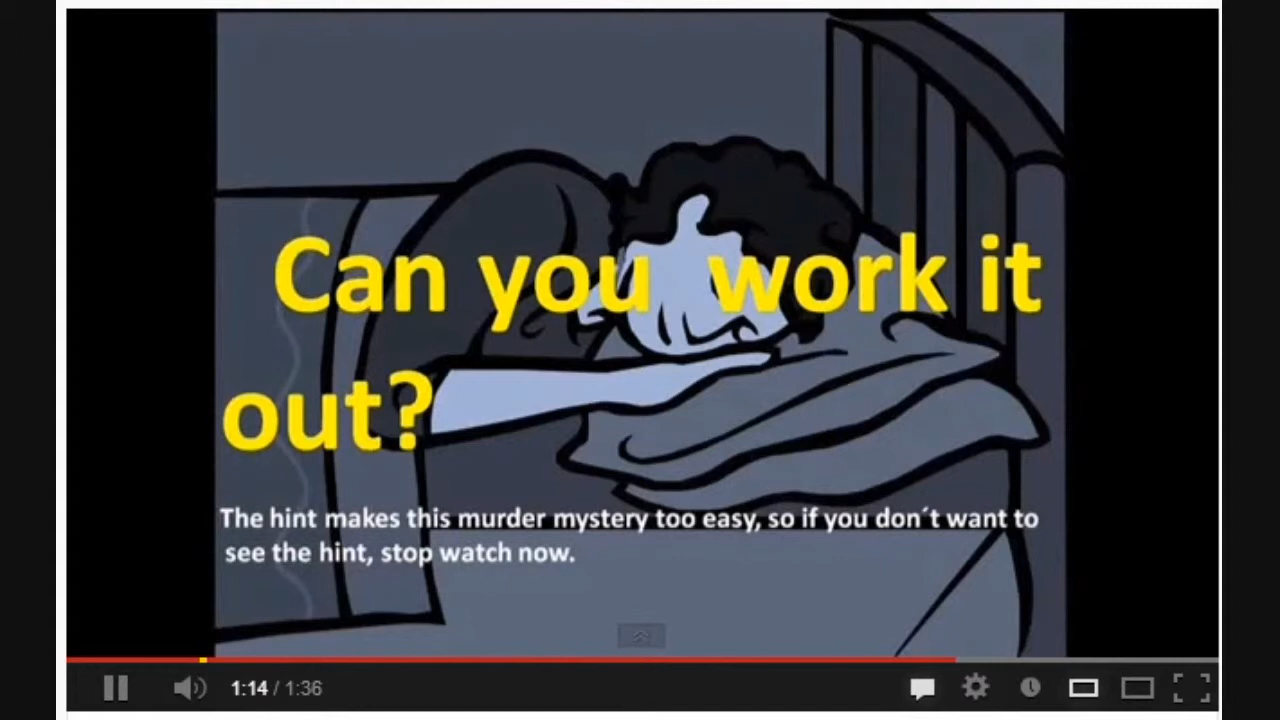 Can you work it
out?
The hint makes this murder mystery too easy, so if you don´t want to
see the hint, stop watch now.
1:14 / 1:36